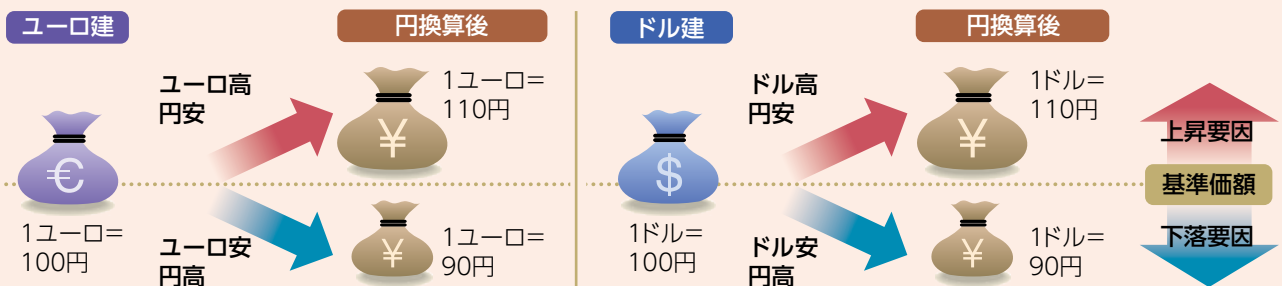 ユーロ建
円換算後
ユーロ高
円安
1ユーロ=
110円
¥
€
1ユーロ=
100円
ユーロ安
円高
¥
1ユーロ=
90円
ドル建
円換算後
ドル高
円安
¥
1ドル=
110円
$
1ドル=
100円
ドル安
円高
¥
1ドル=
90円
上昇要因
基準価額
下落要因